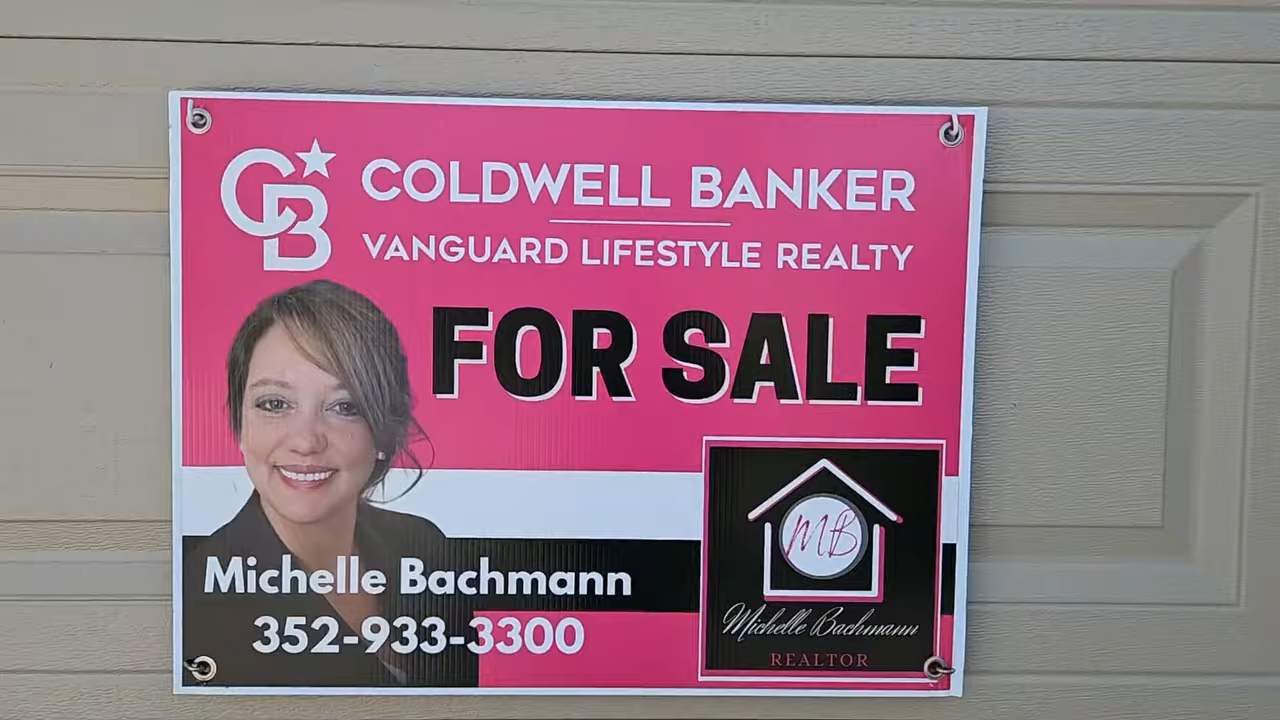 CB
COLDWELL BANKER
VANGUARD LIFESTYLE REALTY
FOR SALE
MB
Michelle Bachmann
352-933-3300
Michelle Bachmann
REALTOR